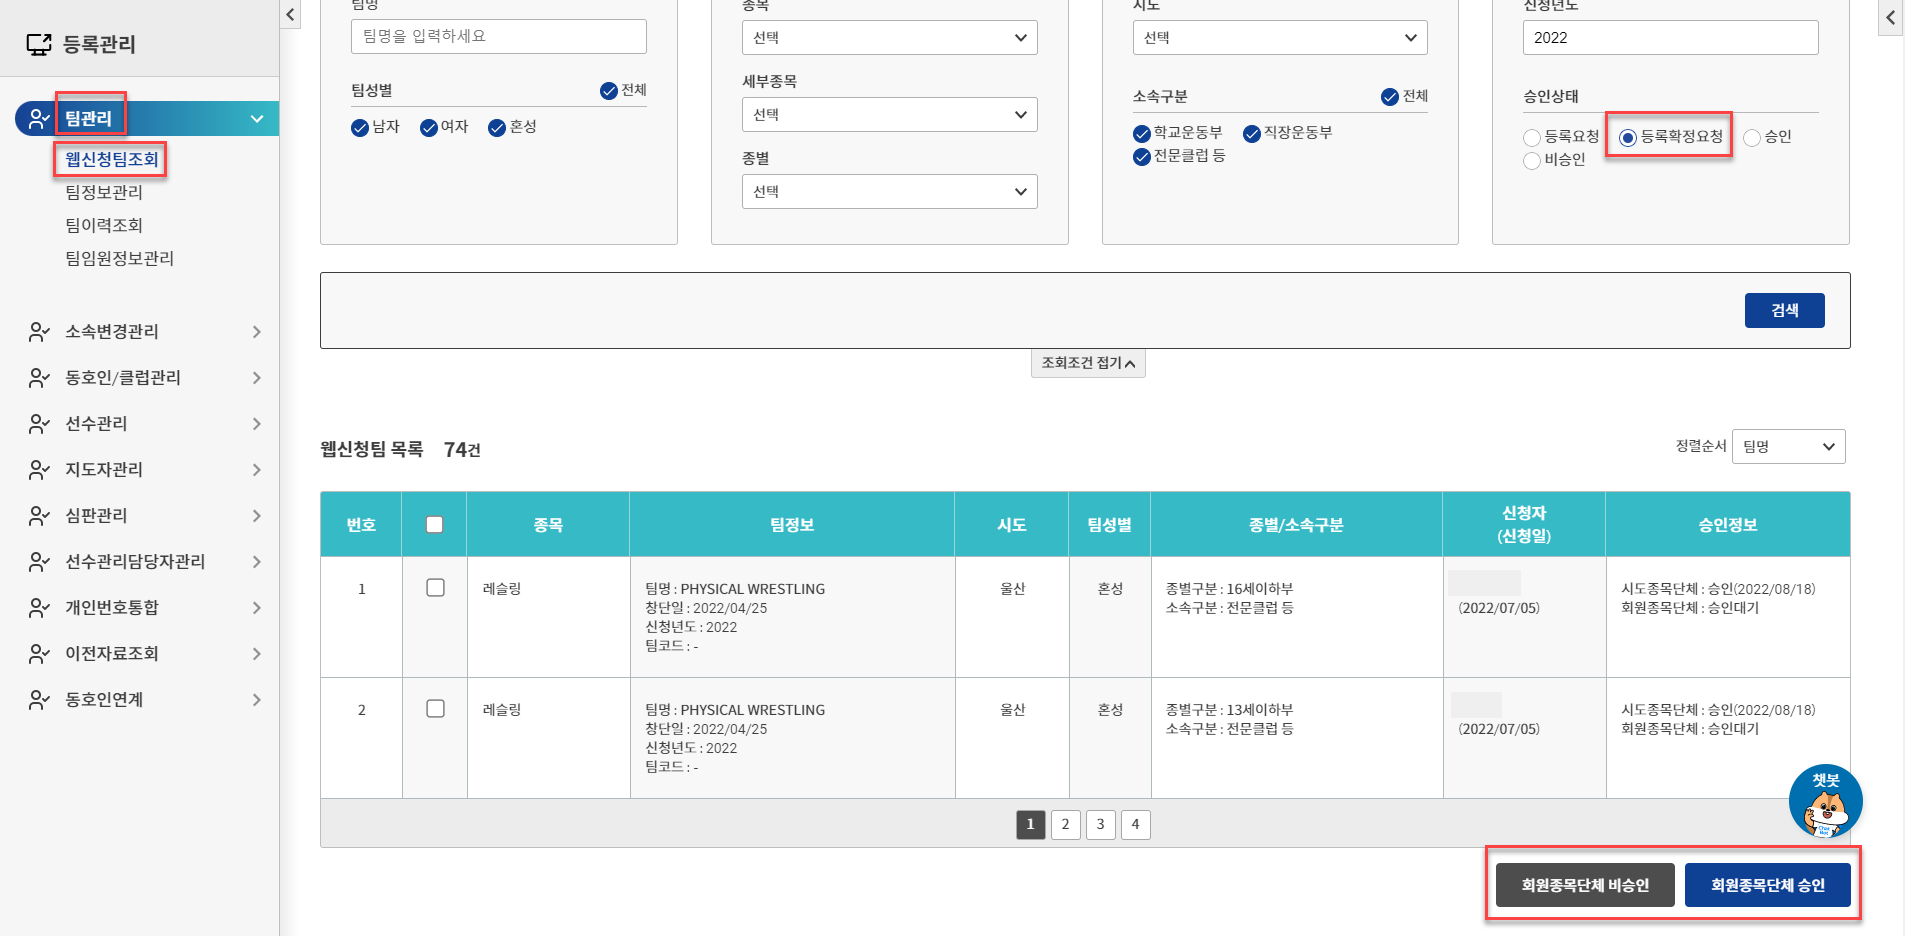 등록관리
팀관리
웹신청팀조회
팀정보관리
팀이력조회
팀임원정보관리
소속변경관리
동호인/클럽관리
선수관리
지도자관리
심판관리
선수관리담당자관리
개인번호통합
이전자료조회
동호인연계
팀명
팀명을 입력하세요
팀성별
전체
남자 여자 혼성
종목
선택
세부종목
선택
종별
선택
시도
선택
소속구분
전체
학교운동부 직장운동부
전문클럽 등
신청년도
2022
승인상태
등록요청 등록확정요청 승인
비승인
검색
조회조건 접기
웹신청팀 목록 74건
정렬순서 팀명
번호 종목 팀정보 시도 팀성별 종별/소속구분 신청자 (신청일) 승인정보
1 레슬링
팀명 : PHYSICAL WRESTLING
창단일 : 2022/04/25
신청년도 : 2022
팀코드 : -
울산
혼성
종별구분 : 16세이하부
소속구분 : 전문클럽 등
(2022/07/05)
시도종목단체 : 승인(2022/08/18)
회원종목단체 : 승인대기
2 레슬링
팀명 : PHYSICAL WRESTLING
창단일 : 2022/04/25
신청년도 : 2022
팀코드 : -
울산
혼성
종별구분 : 13세이하부
소속구분 : 전문클럽 등
(2022/07/05)
시도종목단체 : 승인(2022/08/18)
회원종목단체 : 승인대기
1 2 3 4
챗봇
Chat
Bot
회원종목단체 비승인 회원종목단체 승인